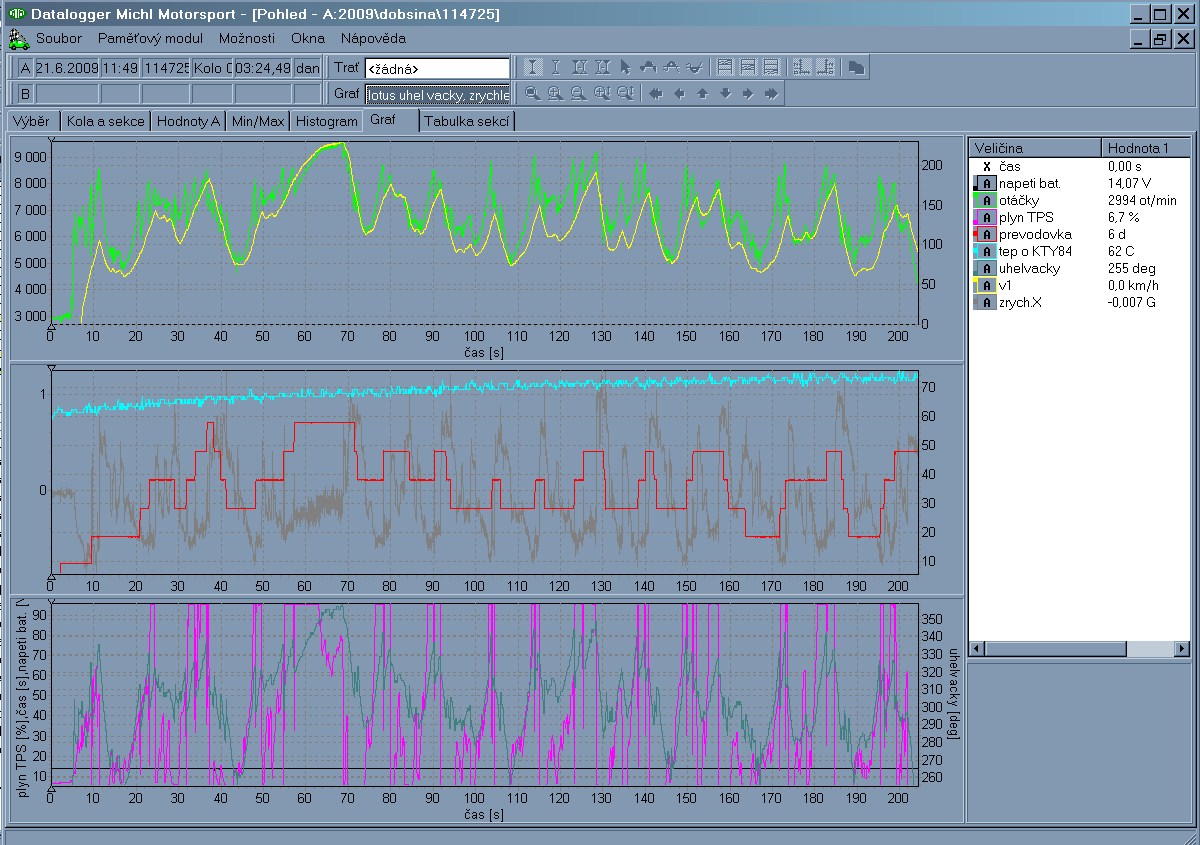 Datalogger Michl Motorsport - [Pohled - A:2009\dobsina\114725]
Soubor Paměťový modul Možnosti Okna Nápověda
A 21.6.2009 11:49 114725 Kolo 03:24,49 dan Trať <žádná>
B Graf lotus uhel vacky, zrychle
Výběr Kola a sekce Hodnoty A Min/Max Histogram Graf Tabulka sekcí
Veličina Hodnota 1
X čas 0,00 s
A napeti bat. 14,07 V
A otáčky 2994 ot/min
A plyn TPS 6,7 %
A prevodovka 6 d
A tep o KTY84 62 C
A uhelvacky 255 deg
A v1 0,0 km/h
A zrych.X -0,007 G
9 000
8 000
7 000
6 000
5 000
4 000
3 000
200
150
100
50
0
0 10 20 30 40 50 60 70 80 90 100 110 120 130 140 150 160 170 180 190 200
čas [s]
1
0
70
60
50
40
30
20
10
0 10 20 30 40 50 60 70 80 90 100 110 120 130 140 150 160 170 180 190 200
plyn TPS [%],čas [s],napeti bat. [V
90
80
70
60
50
40
30
20
10
350
340
330
320
310
300
290
280
270
260
uhelvacky [deg]
0 10 20 30 40 50 60 70 80 90 100 110 120 130 140 150 160 170 180 190 200
čas [s]